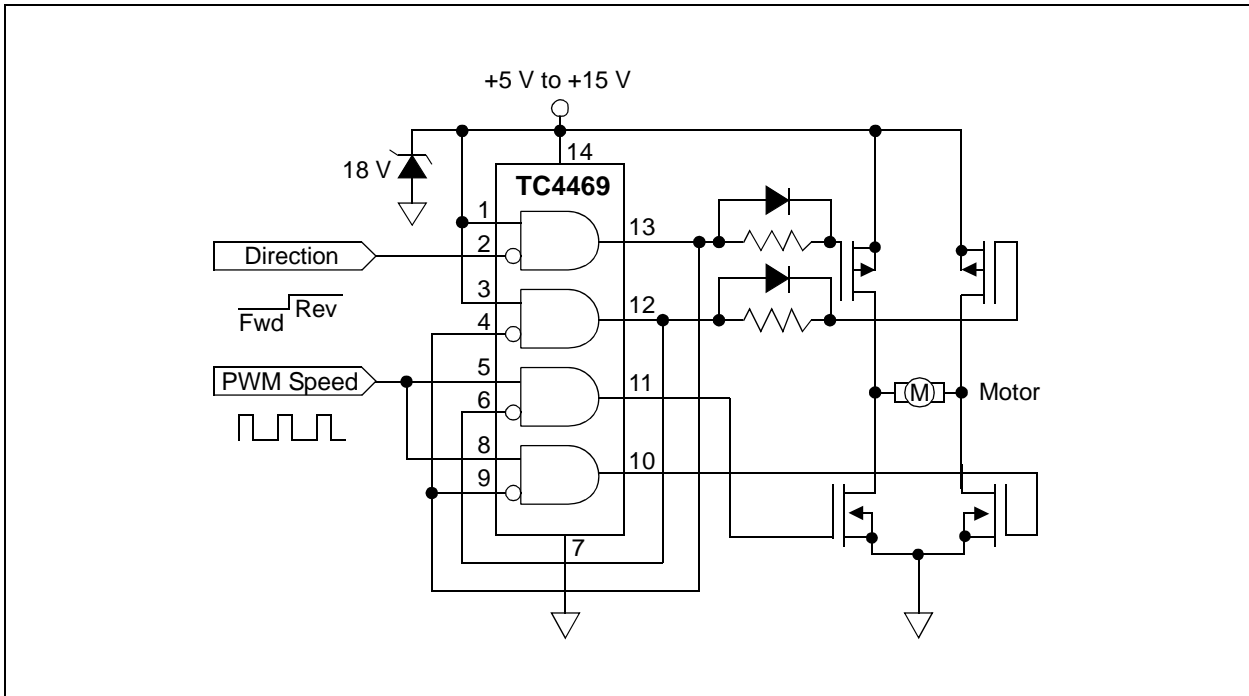 +5 V to +15 V
14
18 V
TC4469
1
13
2
Direction
3
12
Fwd Rev
4
5
PWM Speed
11
6
M Motor
8
10
9
7